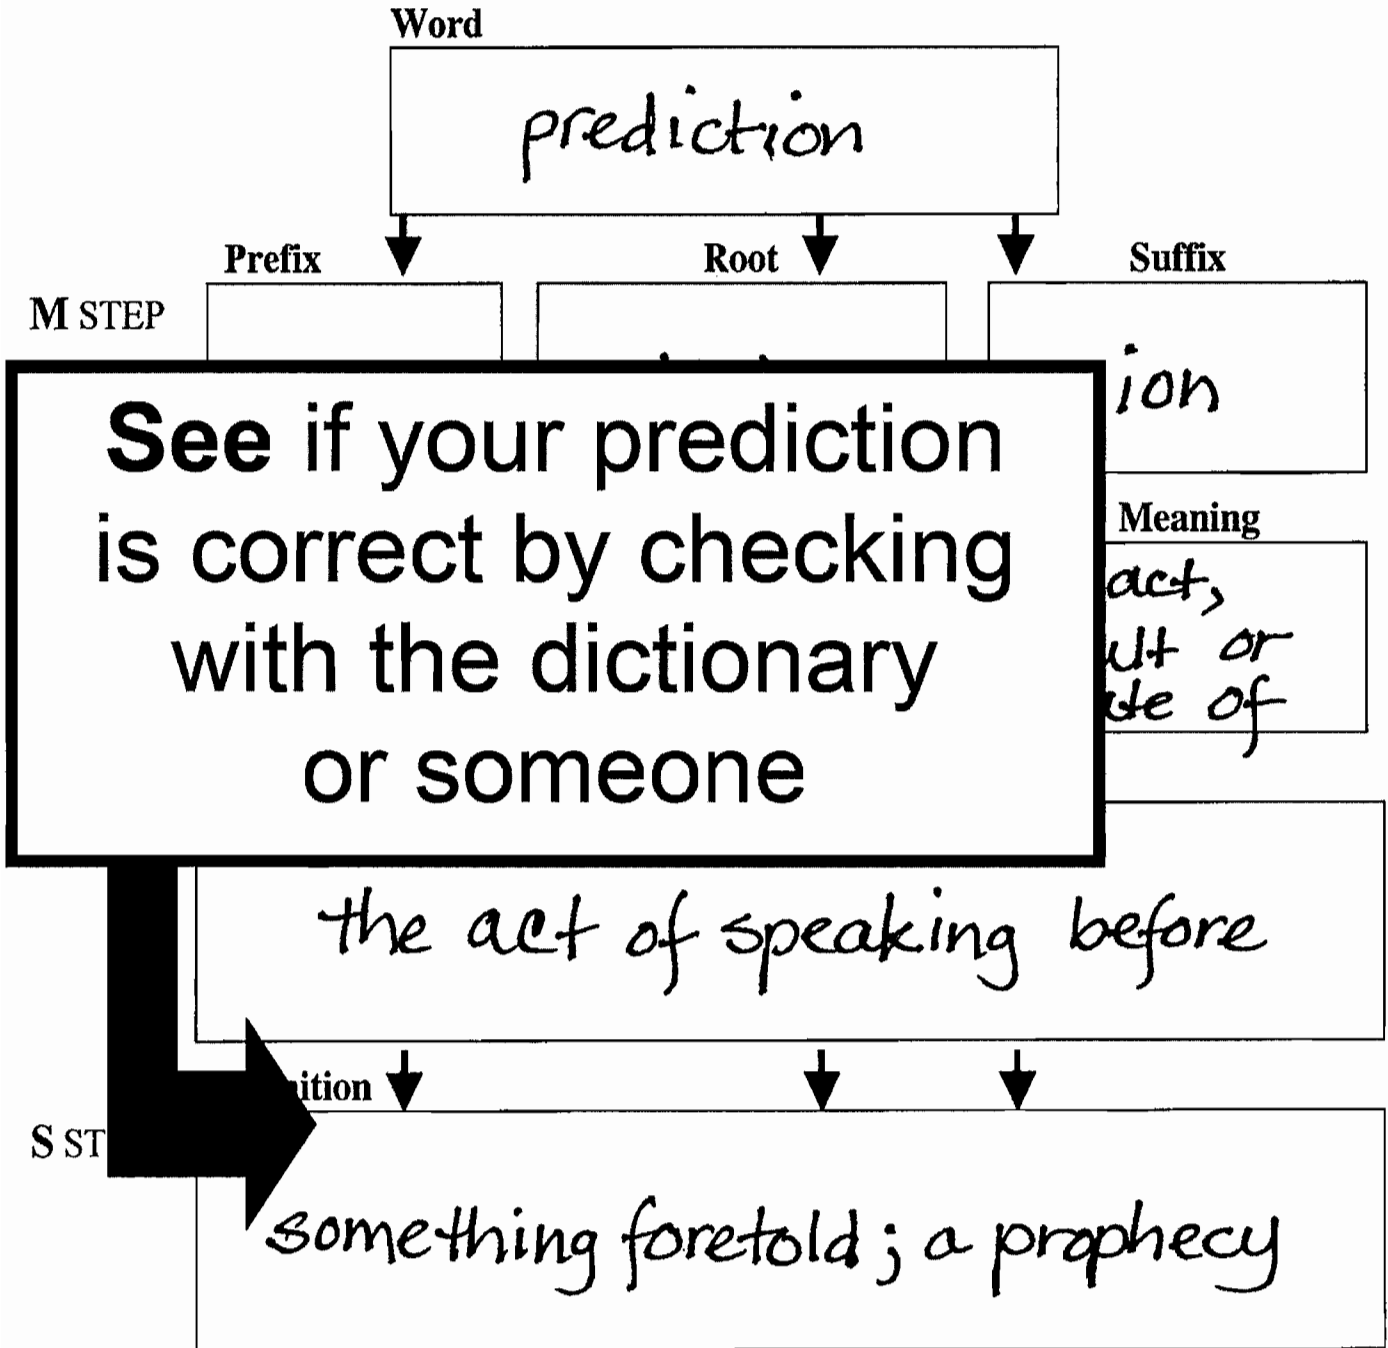 Word
prediction
Prefix Root Suffix
M STEP
ion
See if your prediction
is correct by checking
with the dictionary
or someone
Meaning
act,
or
of
the act of speaking before
S
something foretold; a prophecy